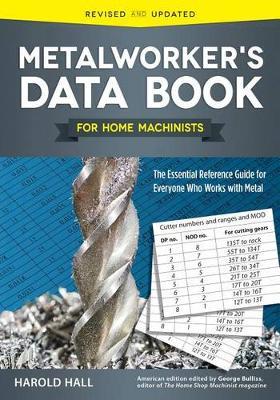 REVISED AND UPDATED
METALWORKER'S
DATA BOOK
FOR HOME MACHINISTS
The Essential Reference Guide for
Everyone Who Works with Metal
Cutter numbers and ranges and MOD
DP no. NOD no. For cutting gears
1 8 135T to rack
2 7 55T to 134T
3 6 35T to 54T
4 5 26T to 34T
5 4 21T to 25T
6 3 17T to 20T
7 2 14T to 16T
8 1 12T to 13T
HAROLD HALL
American edition edited by George Bulliss,
editor of The Home Shop Machinist magazine